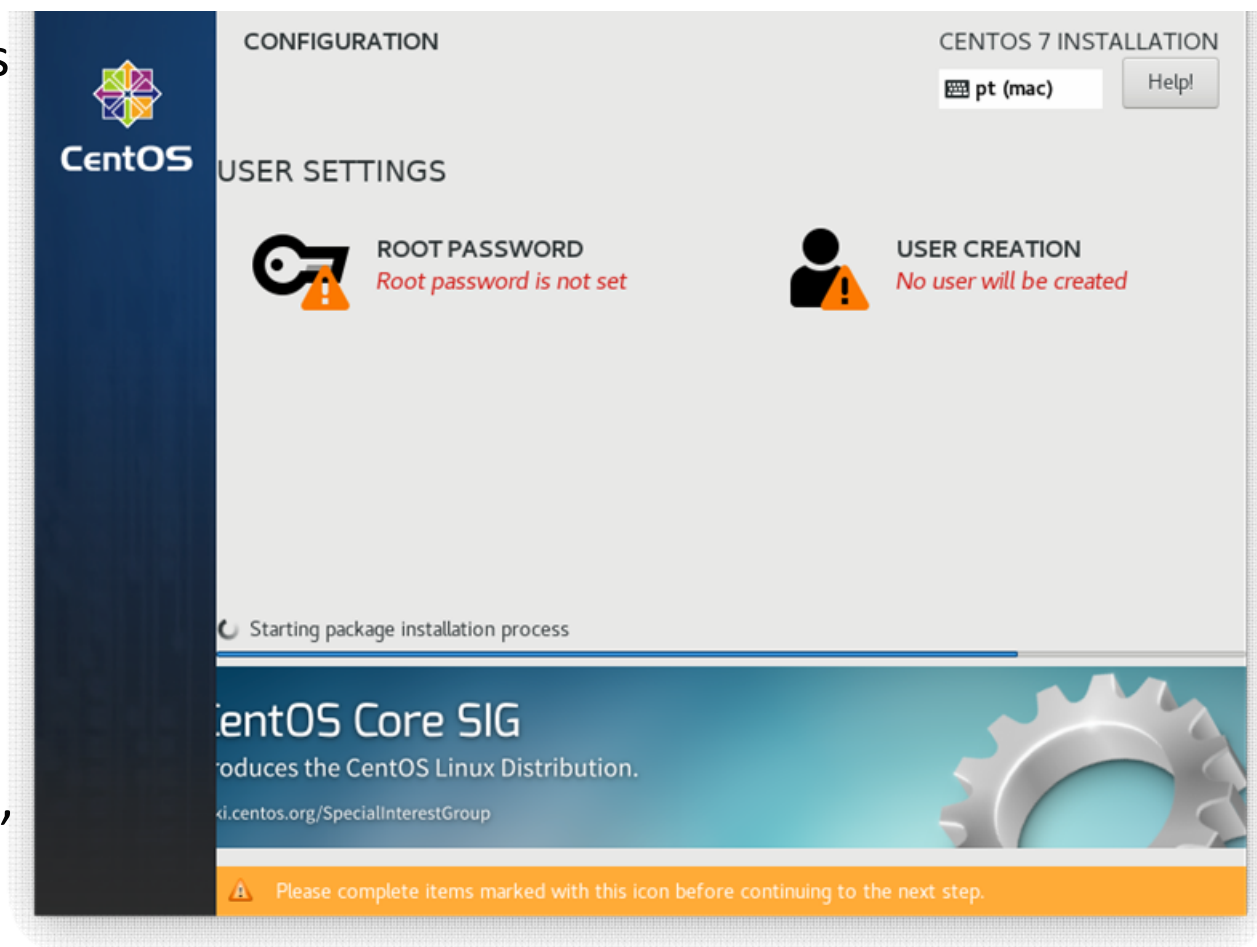 s
CONFIGURATION
CENTOS 7 INSTALLATION
pt (mac)
Help!
CentOS
USER SETTINGS
ROOT PASSWORD
Root password is not set
USER CREATION
No user will be created
Starting package installation process
entOS Core SIG
roduces the CentOS Linux Distribution.
ki.centos.org/SpecialInterestGroup
,
Please complete items marked with this icon before continuing to the next step.